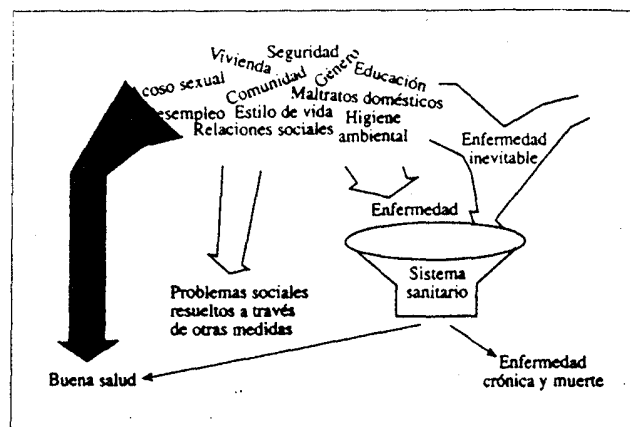 Seguridad
Vivienda
Género
Educación
coso sexual
Comunidad
Maltratos domésticos
esempleo
Estilo de vida
Higiene
ambiental
Relaciones sociales
Enfermedad
inevitable
Enfermedad
Sistema
sanitario
Problemas sociales
resueltos a través
de otras medidas
Buena salud
Enfermedad
crónica y muerte